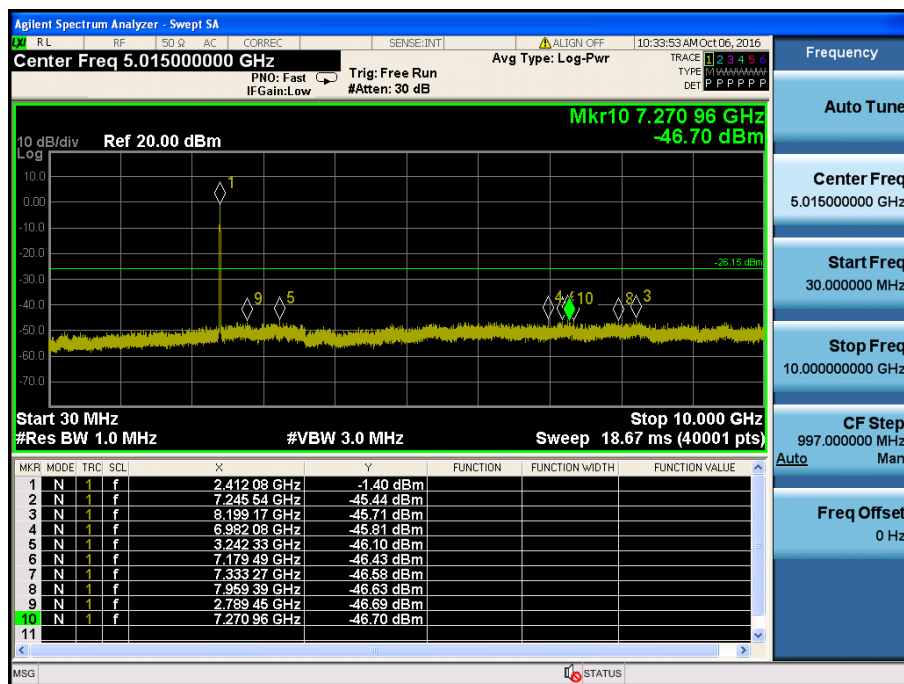 Agilent Spectrum Analyzer - Swept SA
LXI RL RF 50 Ω AC CORREC SENSE:INT ALIGN OFF 10:33:53 AM Oct 06, 2016
Center Freq 5.015000000 GHz
PNO: Fast
IFGain:Low
Trig: Free Run
#Atten: 30 dB
Avg Type: Log-Pwr
TRACE 1 2 3 4 5 6
TYPE M W W W W W
DET P P P P P P
Mkr10 7.270 96 GHz
-46.70 dBm
10 dB/div Ref 20.00 dBm
Log
10.0
0.00
-10.0
-20.0
-30.0
-40.0
-50.0
-60.0
-70.0
1
-26.15 dBm
9
5
4
10
8
3
Start 30 MHz Stop 10.000 GHz
#Res BW 1.0 MHz #VBW 3.0 MHz Sweep 18.67 ms (40001 pts)
MKR MODE TRC SCL X Y FUNCTION FUNCTION WIDTH FUNCTION VALUE
1 N 1 f 2.412 08 GHz -1.40 dBm
2 N 1 f 7.245 54 GHz -45.44 dBm
3 N 1 f 8.199 17 GHz -45.71 dBm
4 N 1 f 6.982 08 GHz -45.81 dBm
5 N 1 f 3.242 33 GHz -46.10 dBm
6 N 1 f 7.179 49 GHz -46.43 dBm
7 N 1 f 7.333 27 GHz -46.58 dBm
8 N 1 f 7.959 39 GHz -46.63 dBm
9 N 1 f 2.789 45 GHz -46.69 dBm
10 N 1 f 7.270 96 GHz -46.70 dBm
11
MSG STATUS
Frequency
Auto Tune
Center Freq
5.015000000 GHz
Start Freq
30.000000 MHz
Stop Freq
10.000000000 GHz
CF Step
997.000000 MHz
Auto Man
Freq Offset
0 Hz